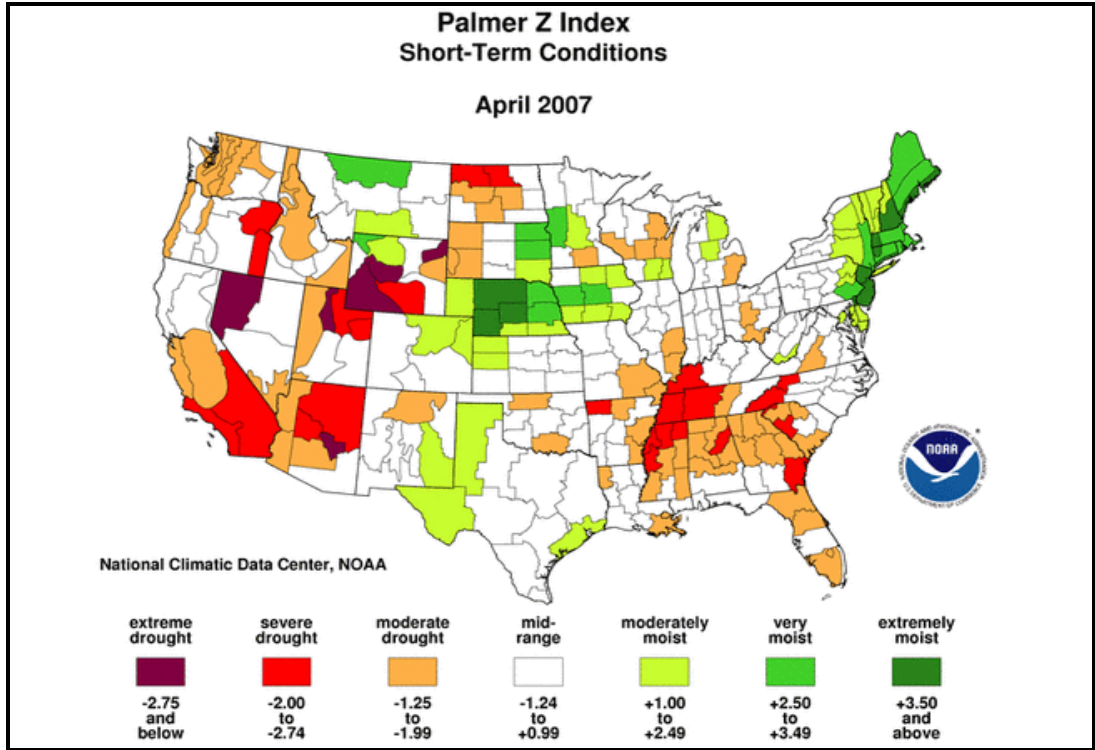 Palmer Z Index
Short-Term Conditions
April 2007
NOAA
National Climatic Data Center, NOAA
extreme drought
severe drought
moderate drought
mid-range
moderately moist
very moist
extremely moist
-2.75 and below
-2.00 to -2.74
-1.25 to -1.99
-1.24 to +0.99
+1.00 to +2.49
+2.50 to +3.49
+3.50 and above